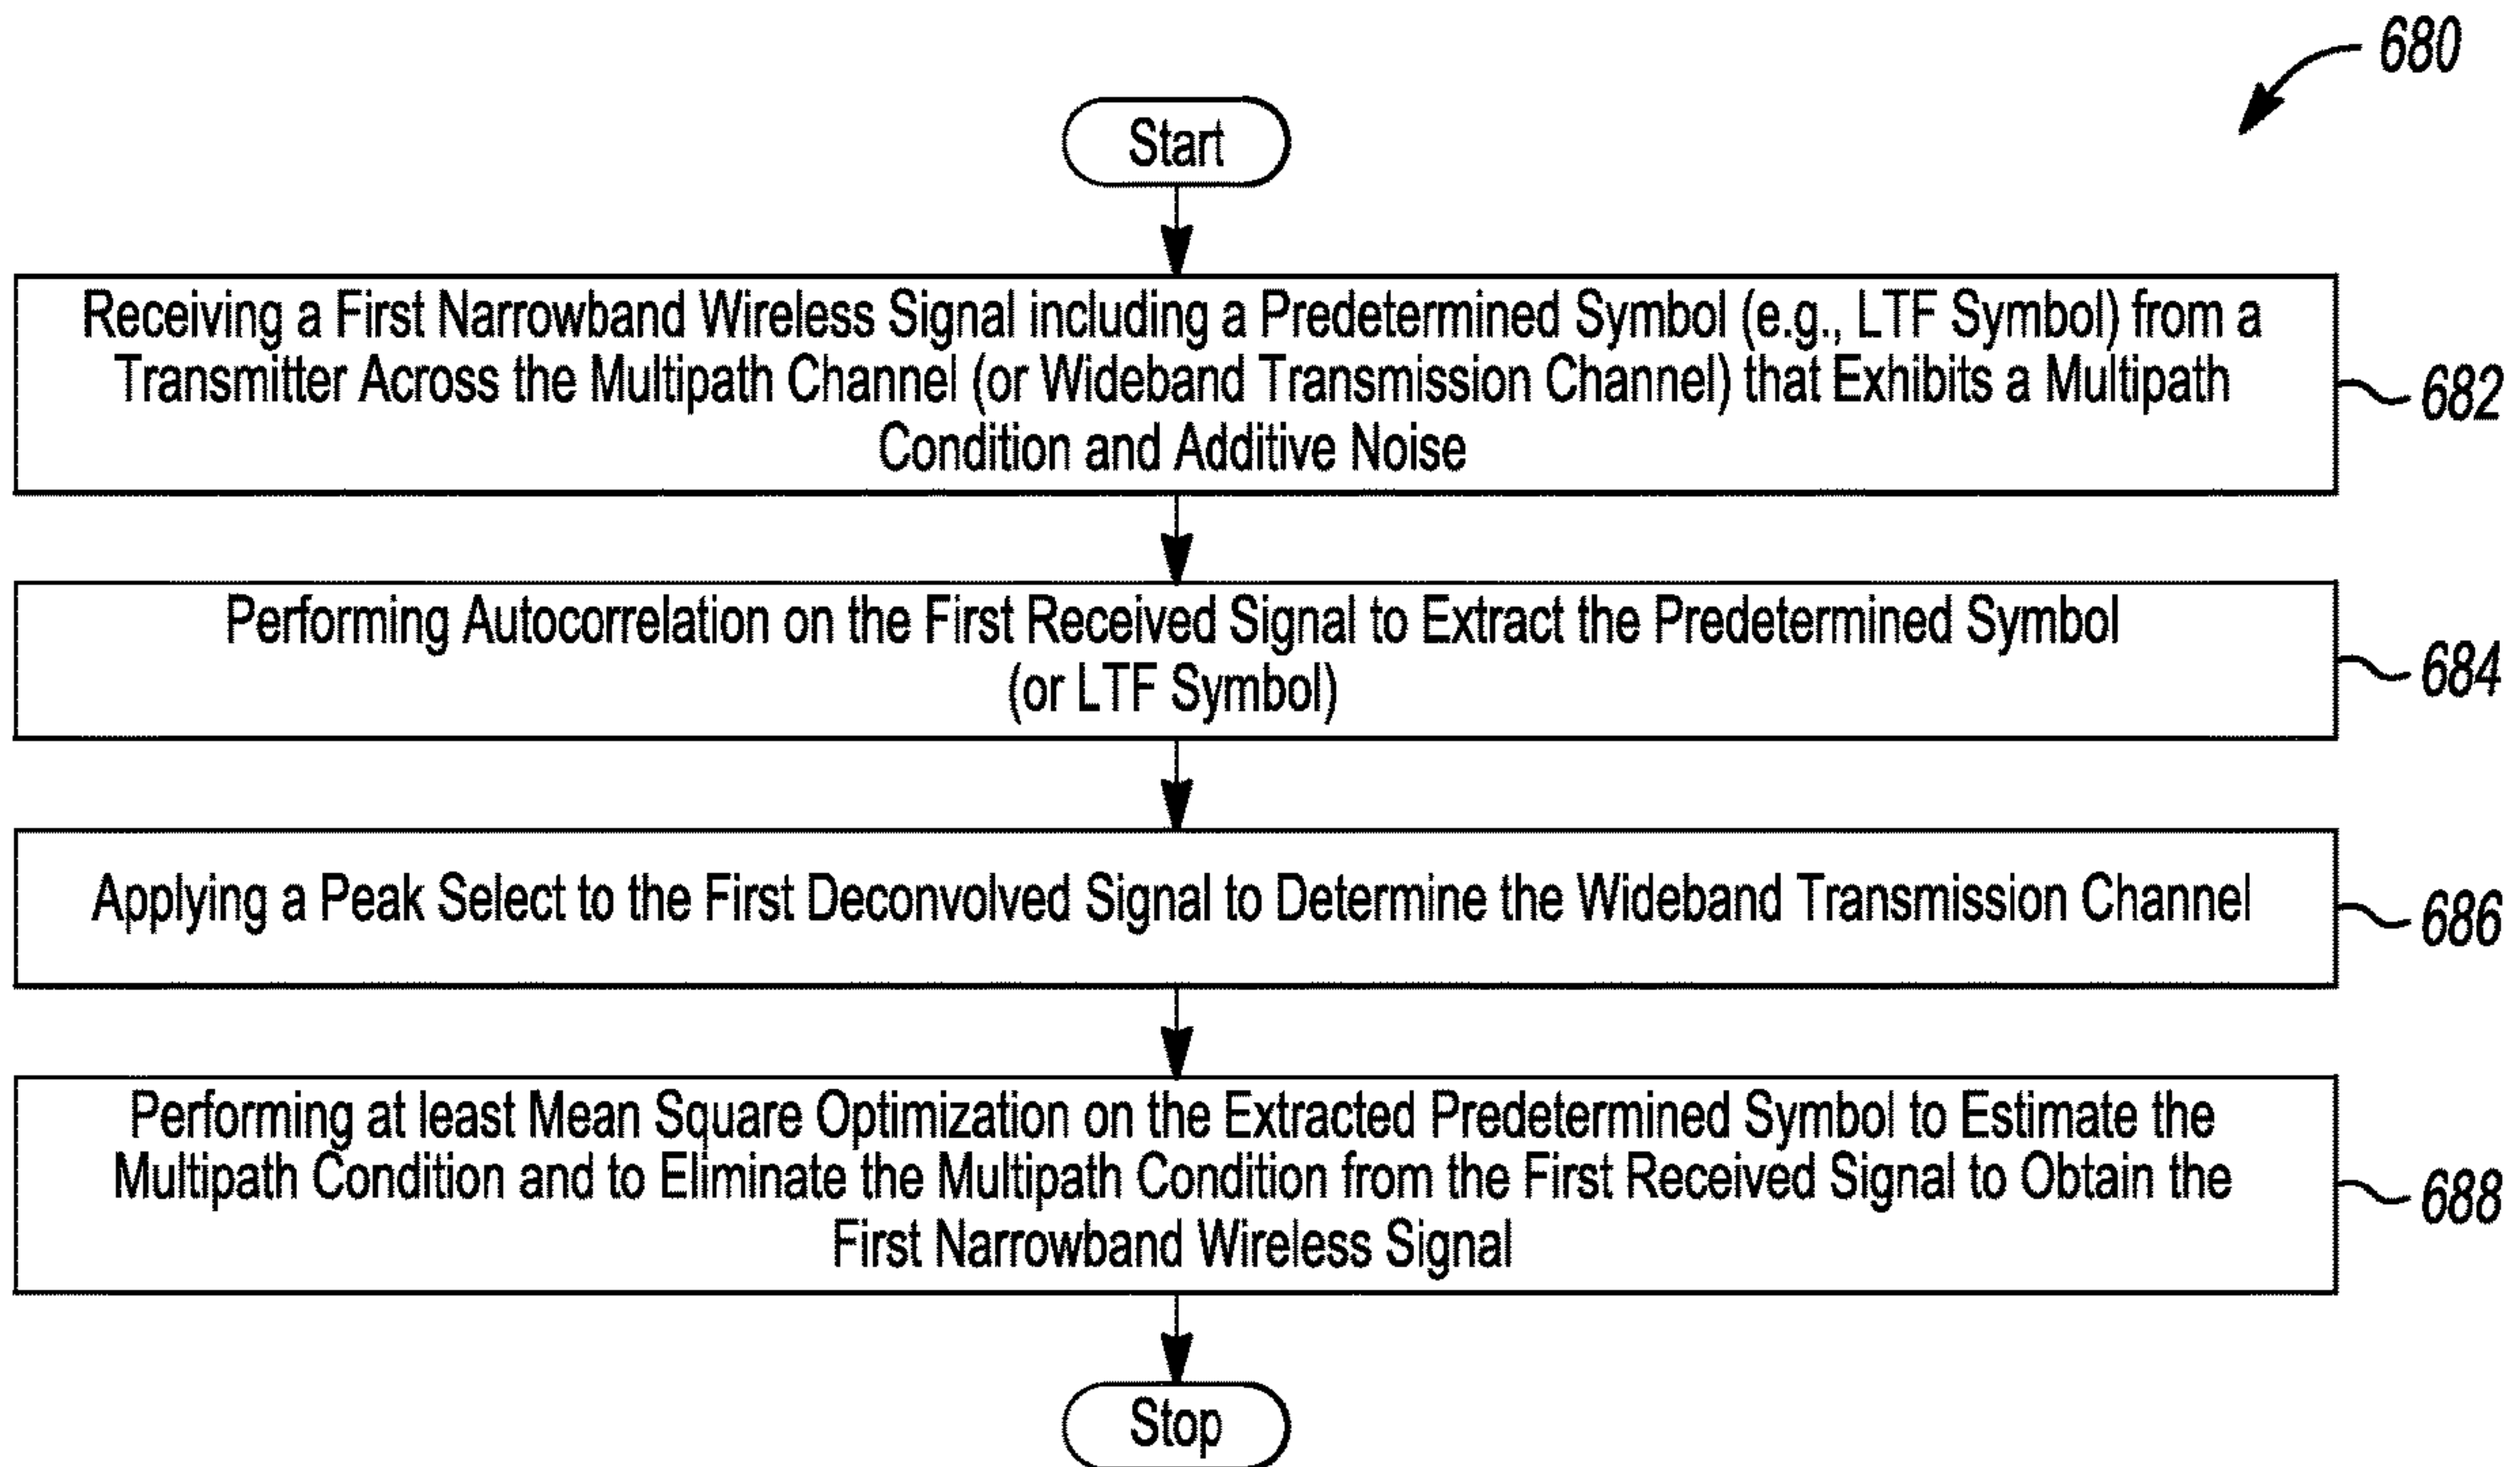 680
Start
Receiving a First Narrowband Wireless Signal including a Predetermined Symbol (e.g., LTF Symbol) from a
Transmitter Across the Multipath Channel (or Wideband Transmission Channel) that Exhibits a Multipath
Condition and Additive Noise
682
Performing Autocorrelation on the First Received Signal to Extract the Predetermined Symbol
(or LTF Symbol)
684
Applying a Peak Select to the First Deconvolved Signal to Determine the Wideband Transmission Channel
686
Performing at least Mean Square Optimization on the Extracted Predetermined Symbol to Estimate the
Multipath Condition and to Eliminate the Multipath Condition from the First Received Signal to Obtain the
First Narrowband Wireless Signal
688
Stop